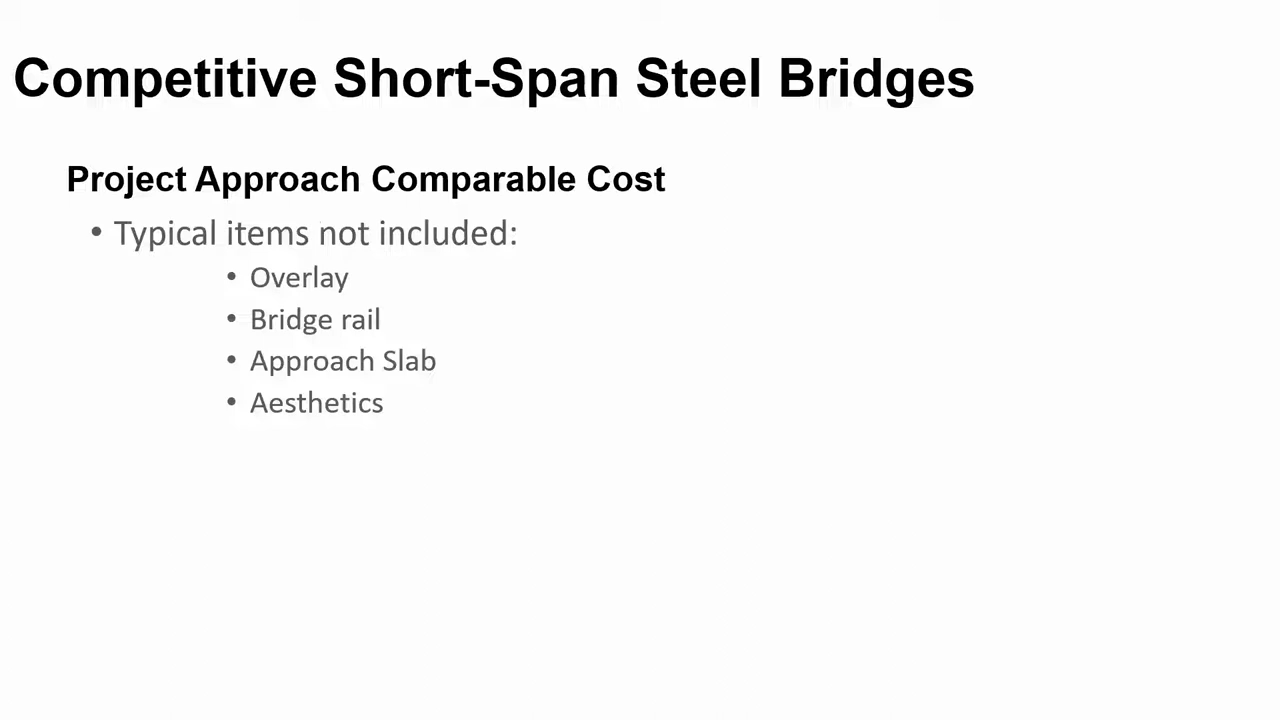 Competitive Short-Span Steel Bridges
Project Approach Comparable Cost
• Typical items not included:
• Overlay
• Bridge rail
• Approach Slab
• Aesthetics